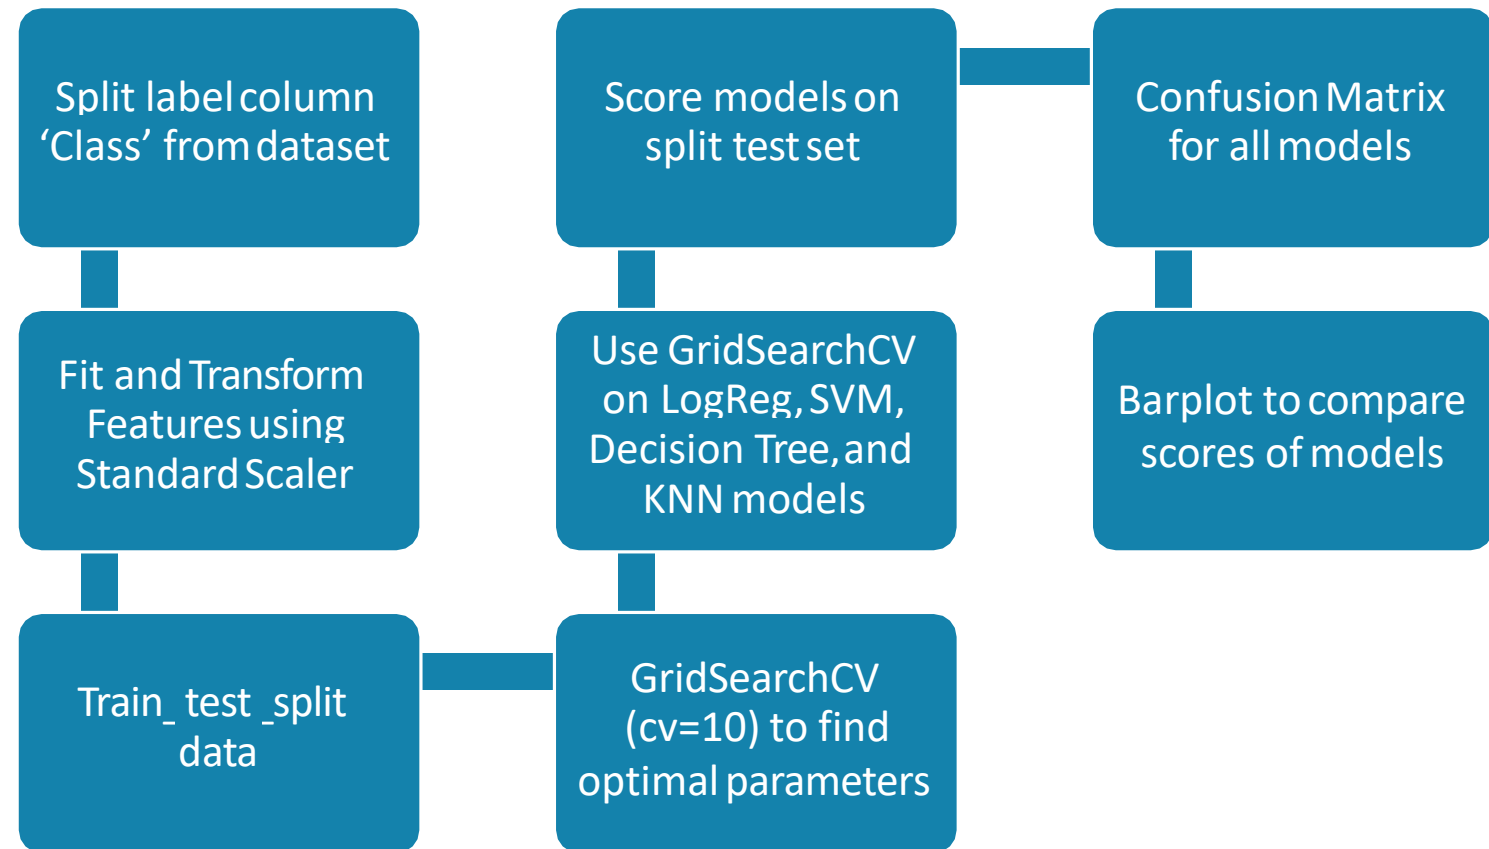 Split label column
‘Class’ from dataset
Fit and Transform
Features using
Standard Scaler
Train_ test _split
data
GridSearchCV
(cv=10) to find
optimal parameters
Use GridSearchCV
on LogReg, SVM,
Decision Tree, and
KNN models
Score models on
split test set
Confusion Matrix
for all models
Barplot to compare
scores of models